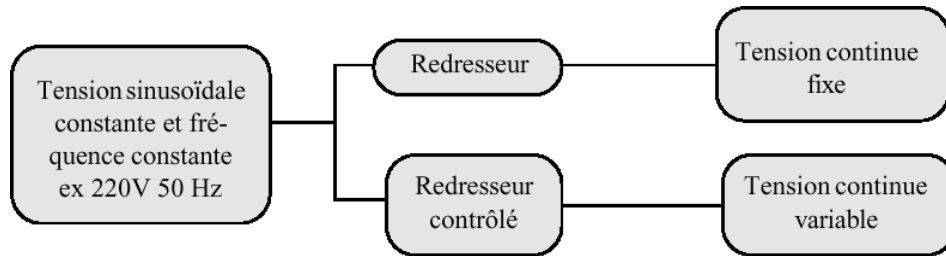 Tension sinusoïdale
constante et fré-
quence constante
ex 220V 50 Hz
Redresseur
Tension continue
fixe
Redresseur
contrôlé
Tension continue
variable